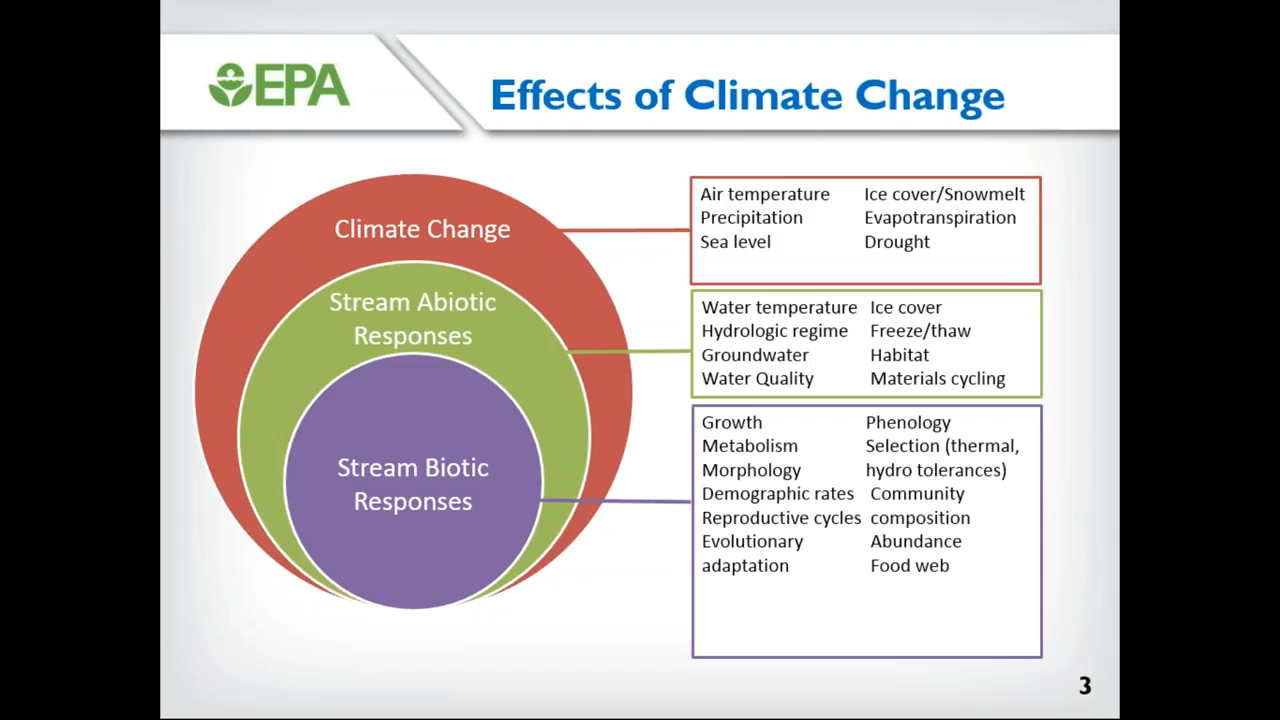 EPA
Effects of Climate Change
Climate Change
Stream Abiotic
Responses
Stream Biotic
Responses
Air temperature Ice cover/Snowmelt
Precipitation Evapotranspiration
Sea level Drought
Water temperature Ice cover
Hydrologic regime Freeze/thaw
Groundwater Habitat
Water Quality Materials cycling
Growth Phenology
Metabolism Selection (thermal,
Morphology hydro tolerances)
Demographic rates Community
Reproductive cycles composition
Evolutionary Abundance
adaptation Food web
3